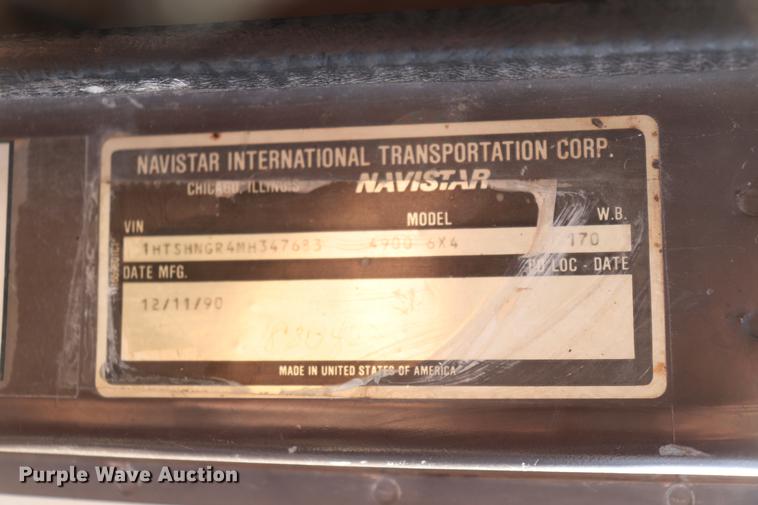 NAVISTAR INTERNATIONAL TRANSPORTATION CORP.
CHICAGO, ILLINOIS NAVISTAR
VIN MODEL W.B.
1HTSHNGR4MH347683 4900 6X4 170
DATE MFG. PD LOC - DATE
12/11/90
MADE IN UNITED STATES OF AMERICA
Purple Wave Auction